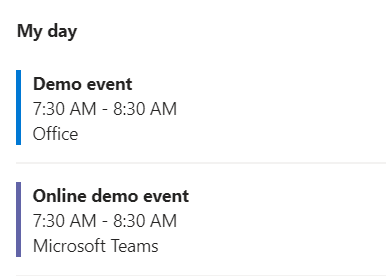 My day
Demo event
7:30 AM - 8:30 AM
Office
Online demo event
7:30 AM - 8:30 AM
Microsoft Teams